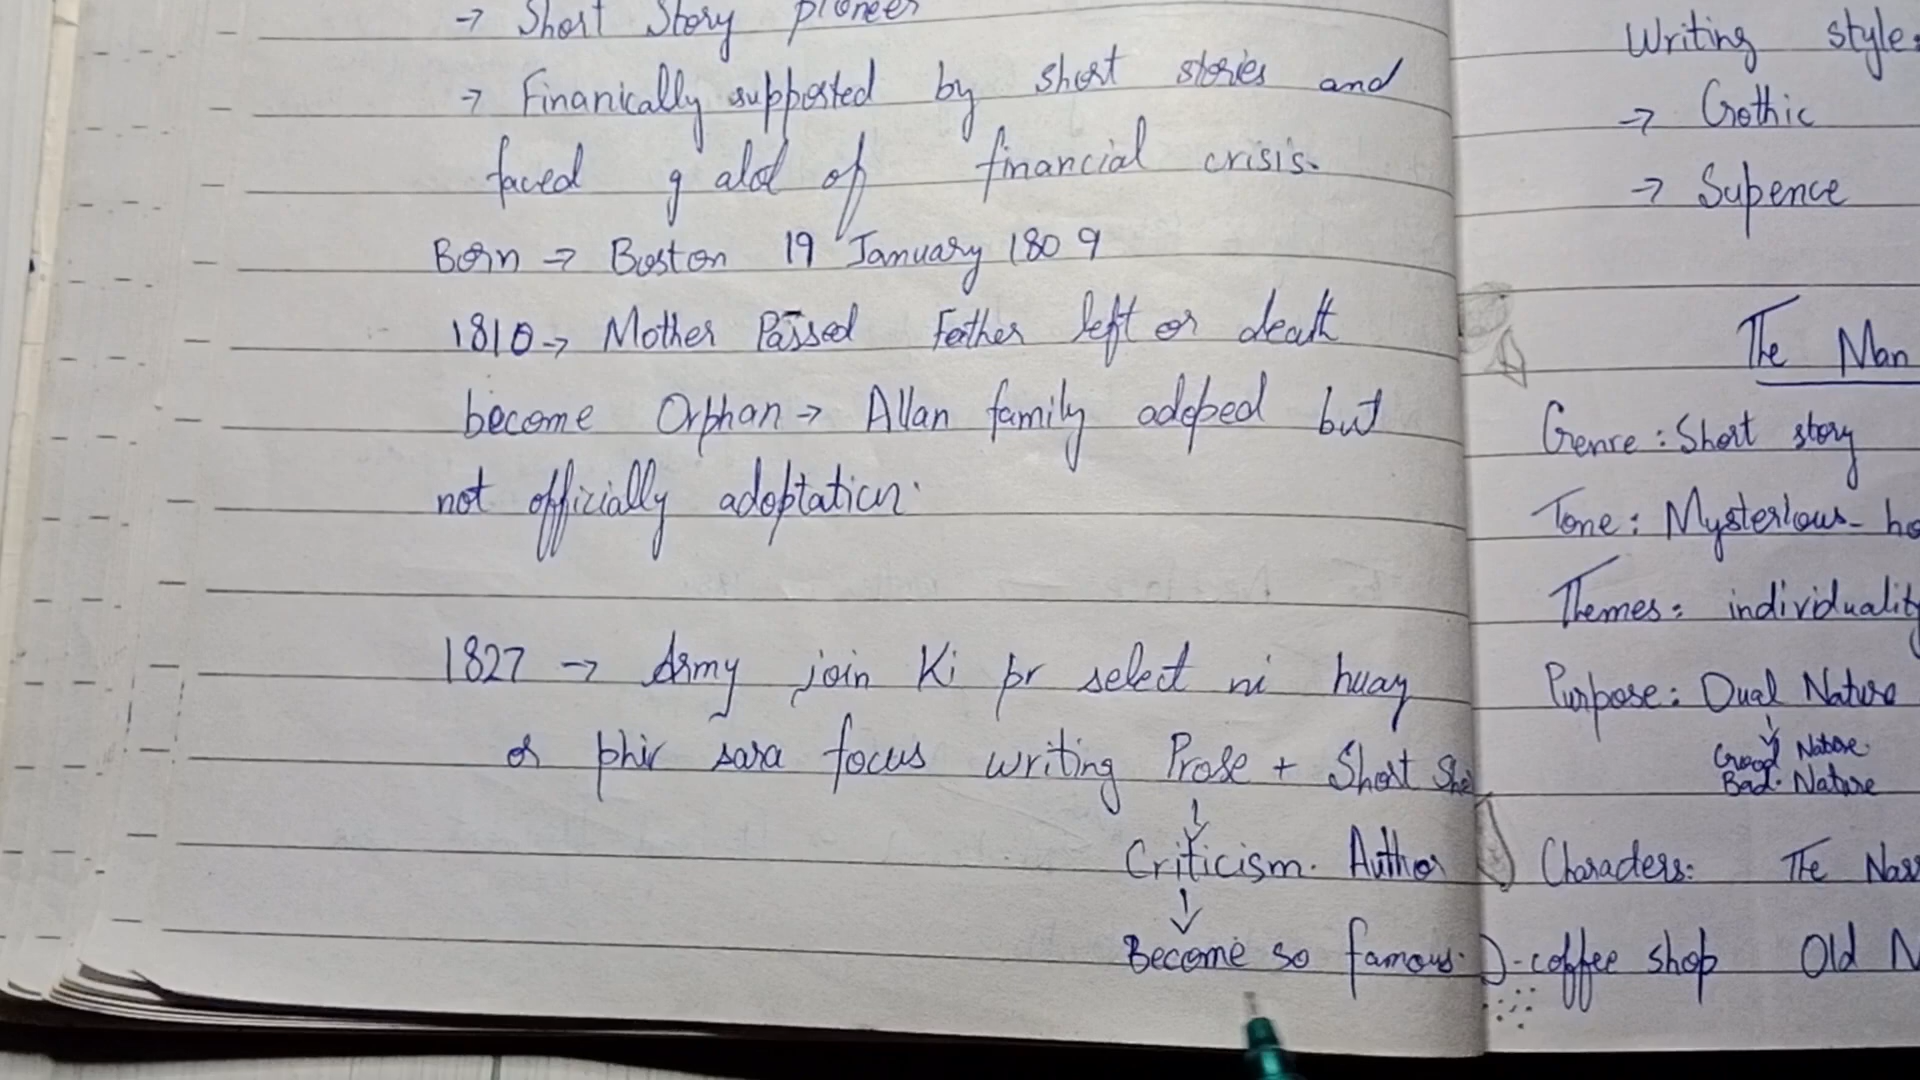 → Short Story pioneer
→ Finanically supported by short stories and
faced g alot of financial crisis.
Born → Boston 19 January 1809
1810 → Mother Passed Father left or death
become Orphan → Allan family adoped but
not officially adoptation.
1827 → Army join Ki pr select ni huay
or phir sara focus writing Prose + Short
Criticism. Author
Become so famous.
Writing style:
→ Gothic
→ Supence
The Man
Genre: Short story
Tone: Mysterious- ho
Themes: individuality
Purpose: Dual Nature
Good Nature
Bad. Nature
Characters: The Narr
D-coffee shop Old